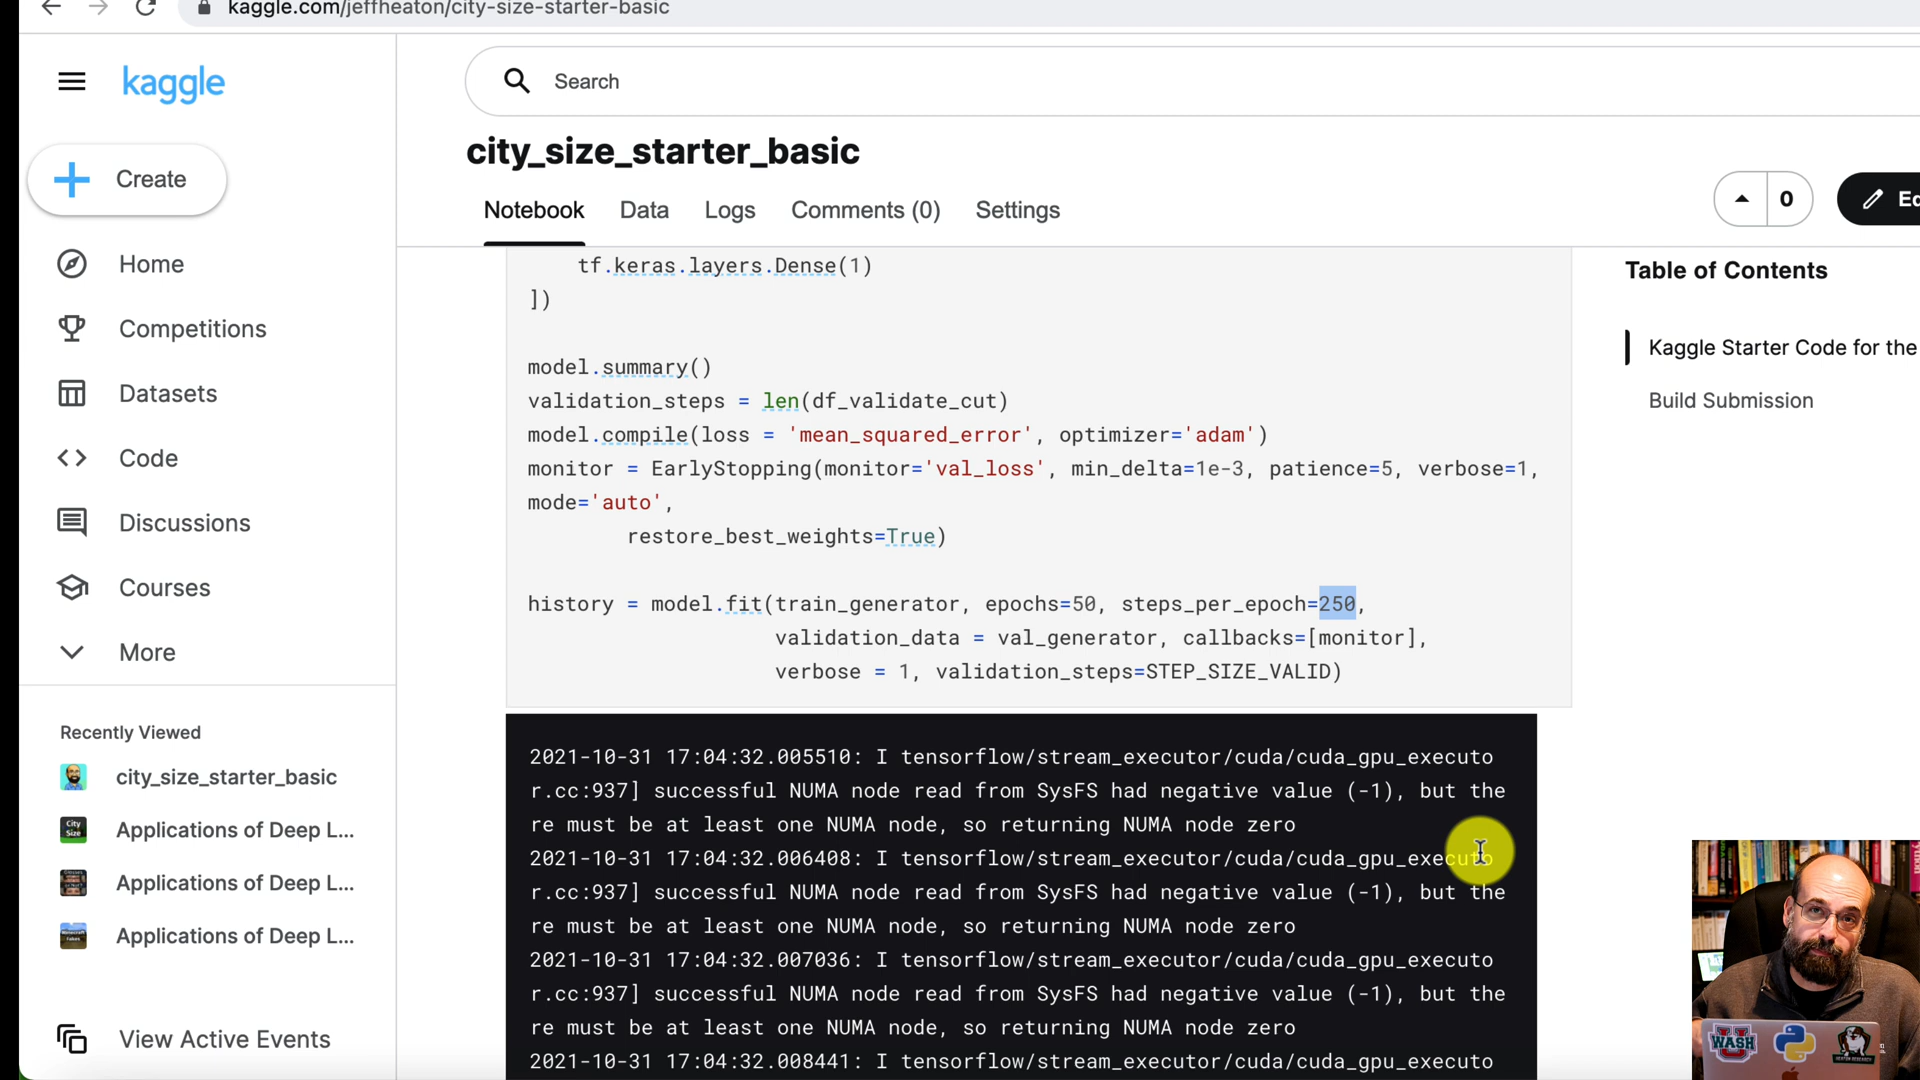 kaggle.com/jeffheaton/city-size-starter-basic
kaggle
Search
Create
city_size_starter_basic
Notebook
Data
Logs
Comments (0)
Settings
0
Home
Competitions
Datasets
Code
Discussions
More
Recently Viewed
city_size_starter_basic
City
Size
Applications of Deep L...
Applications of Deep L...
Applications of Deep L...
View Active Events
tf.keras.layers.Dense(1)
])
model.summary()
validation_steps = len(df_validate_cut)
model.compile(loss = 'mean_squared_error', optimizer='adam')
monitor = EarlyStopping(monitor='val_loss', min_delta=1e-3, patience=5, verbose=1,
mode='auto',
restore_best_weights=True)
history = model.fit(train_generator, epochs=50, steps_per_epoch=250,
validation_data = val_generator, callbacks=[monitor],
verbose = 1, validation_steps=STEP_SIZE_VALID)
2021-10-31 17:04:32.005510: I tensorflow/stream_executor/cuda/cuda_gpu_executo
r.cc:937] successful NUMA node read from SysFS had negative value (-1), but the
re must be at least one NUMA node, so returning NUMA node zero
2021-10-31 17:04:32.006408: I tensorflow/stream_executor/cuda/cuda_gpu_executo
r.cc:937] successful NUMA node read from SysFS had negative value (-1), but the
re must be at least one NUMA node, so returning NUMA node zero
2021-10-31 17:04:32.007036: I tensorflow/stream_executor/cuda/cuda_gpu_executo
r.cc:937] successful NUMA node read from SysFS had negative value (-1), but the
re must be at least one NUMA node, so returning NUMA node zero
2021-10-31 17:04:32.008441: I tensorflow/stream_executor/cuda/cuda_gpu_executo
Table of Contents
Kaggle Starter Code for the
Build Submission
WASH